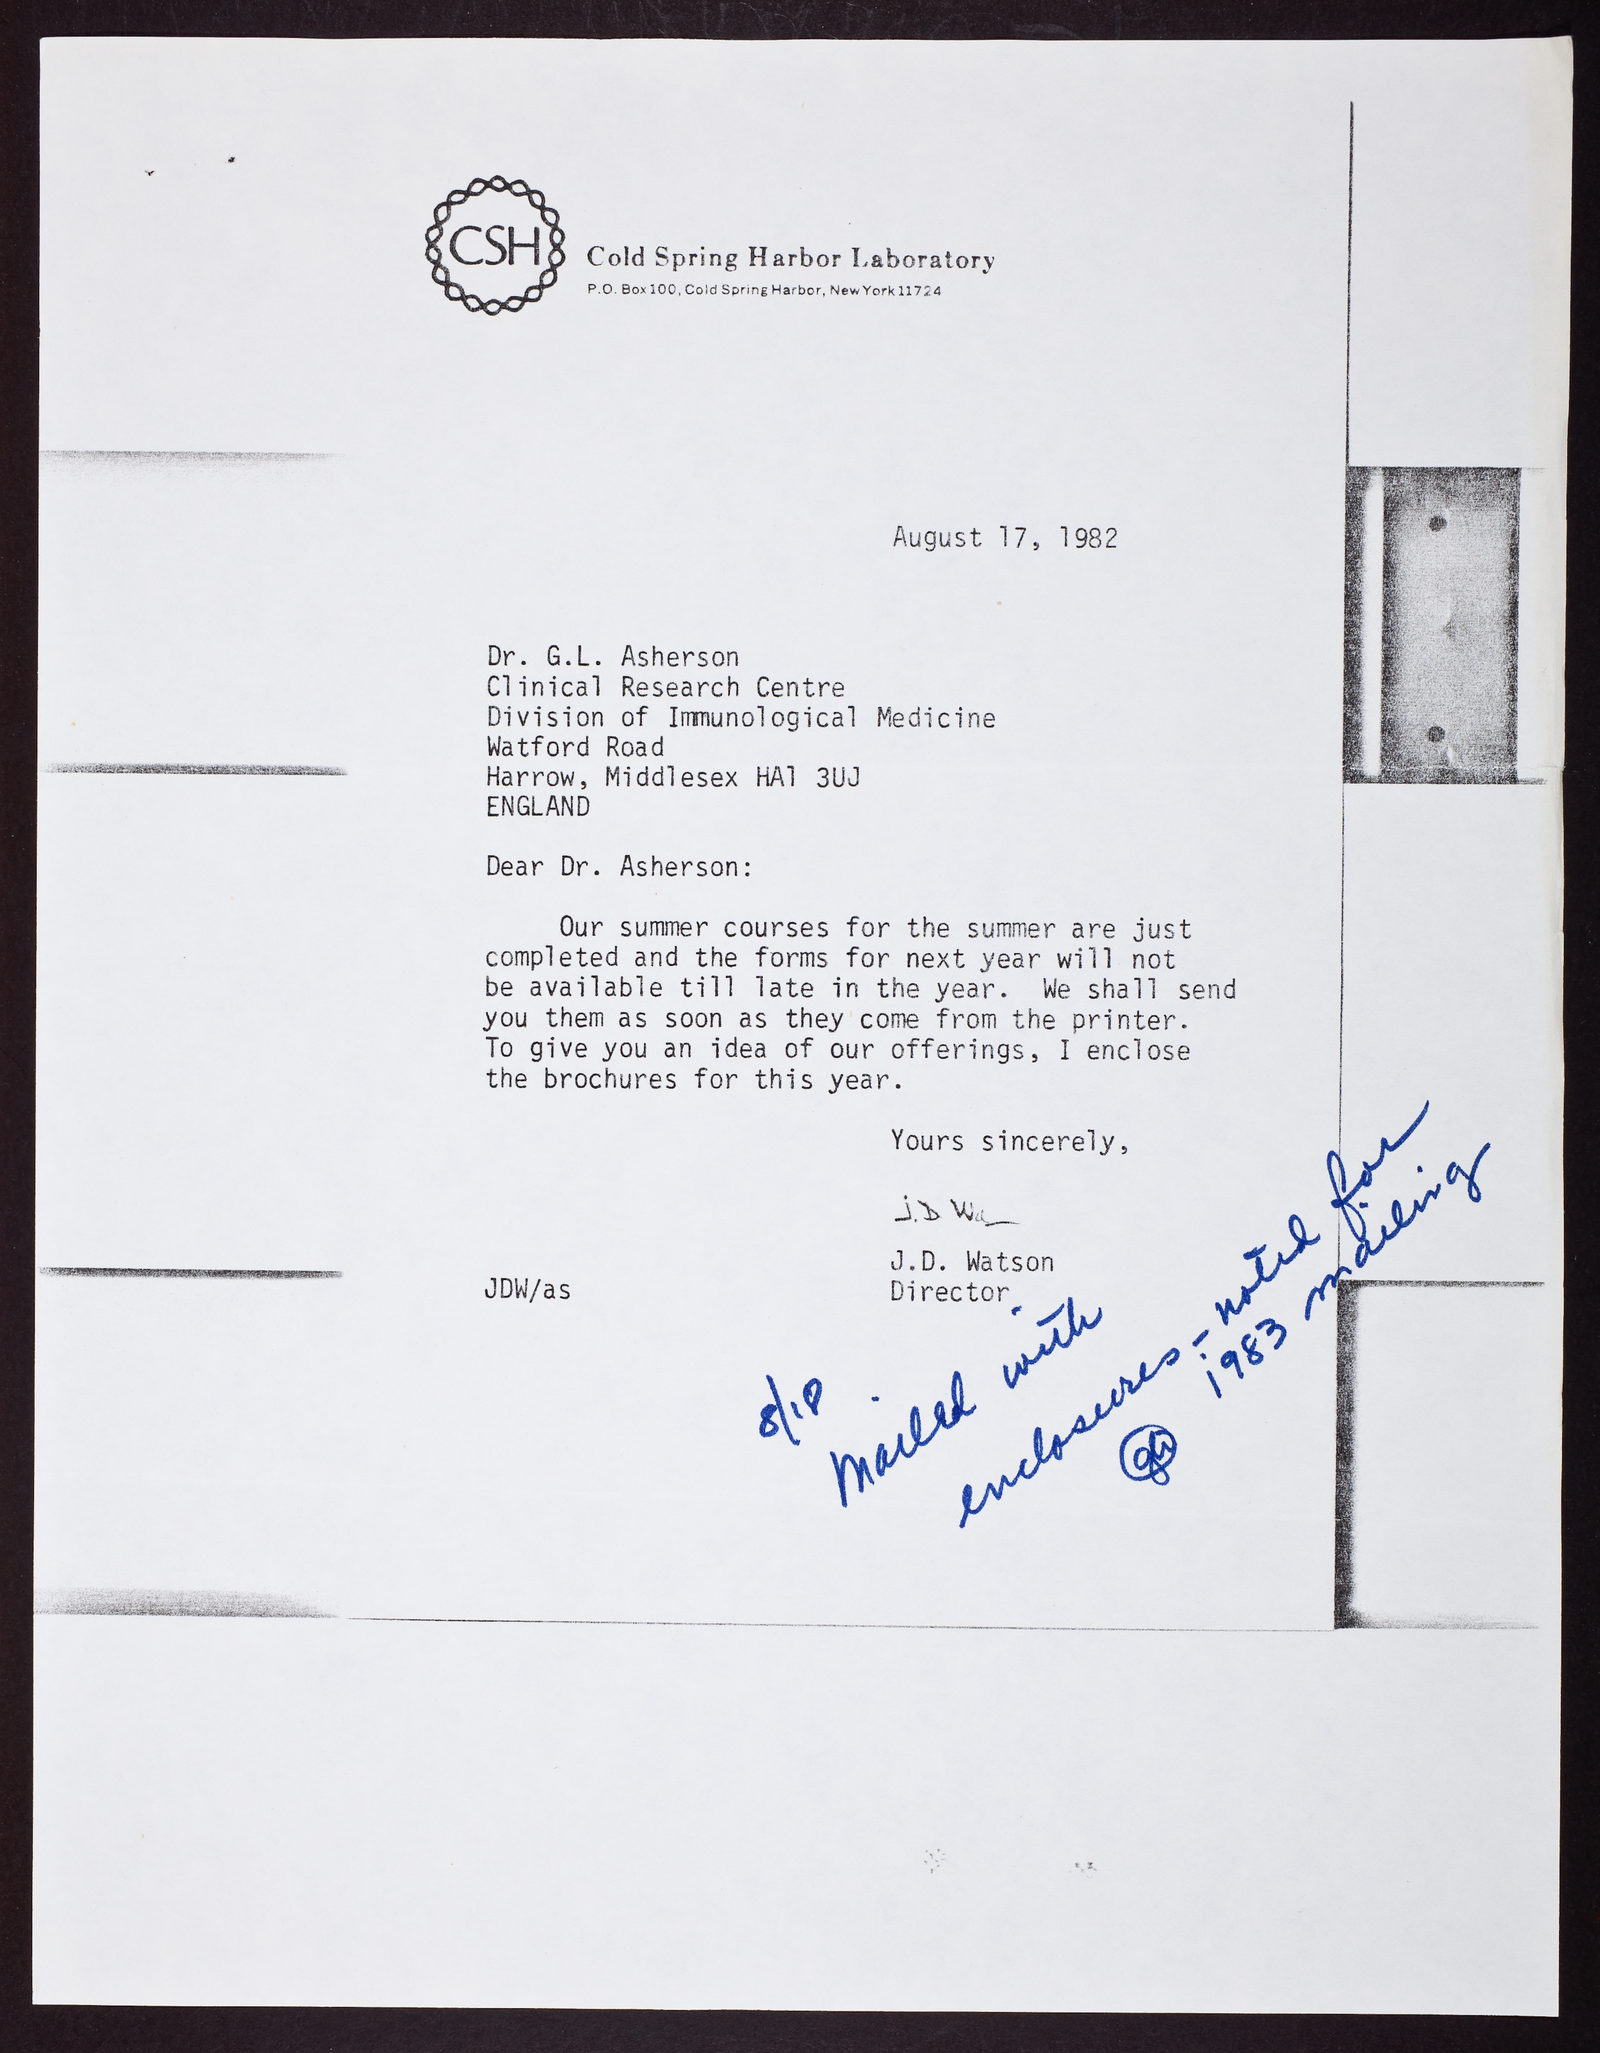 CSH
Cold Spring Harbor Laboratory
P.O. Box 100, Cold Spring Harbor, New York 11724
August 17, 1982
Dr. G.L. Asherson
Clinical Research Centre
Division of Immunological Medicine
Watford Road
Harrow, Middlesex HA1 3UJ
ENGLAND
Dear Dr. Asherson:
Our summer courses for the summer are just
completed and the forms for next year will not
be available till late in the year. We shall send
you them as soon as they come from the printer.
To give you an idea of our offerings, I enclose
the brochures for this year.
Yours sincerely,
J.D Wa
J.D. Watson
Director
JDW/as
8/18
Mailed with
enclosures - noted for
1983 mailing